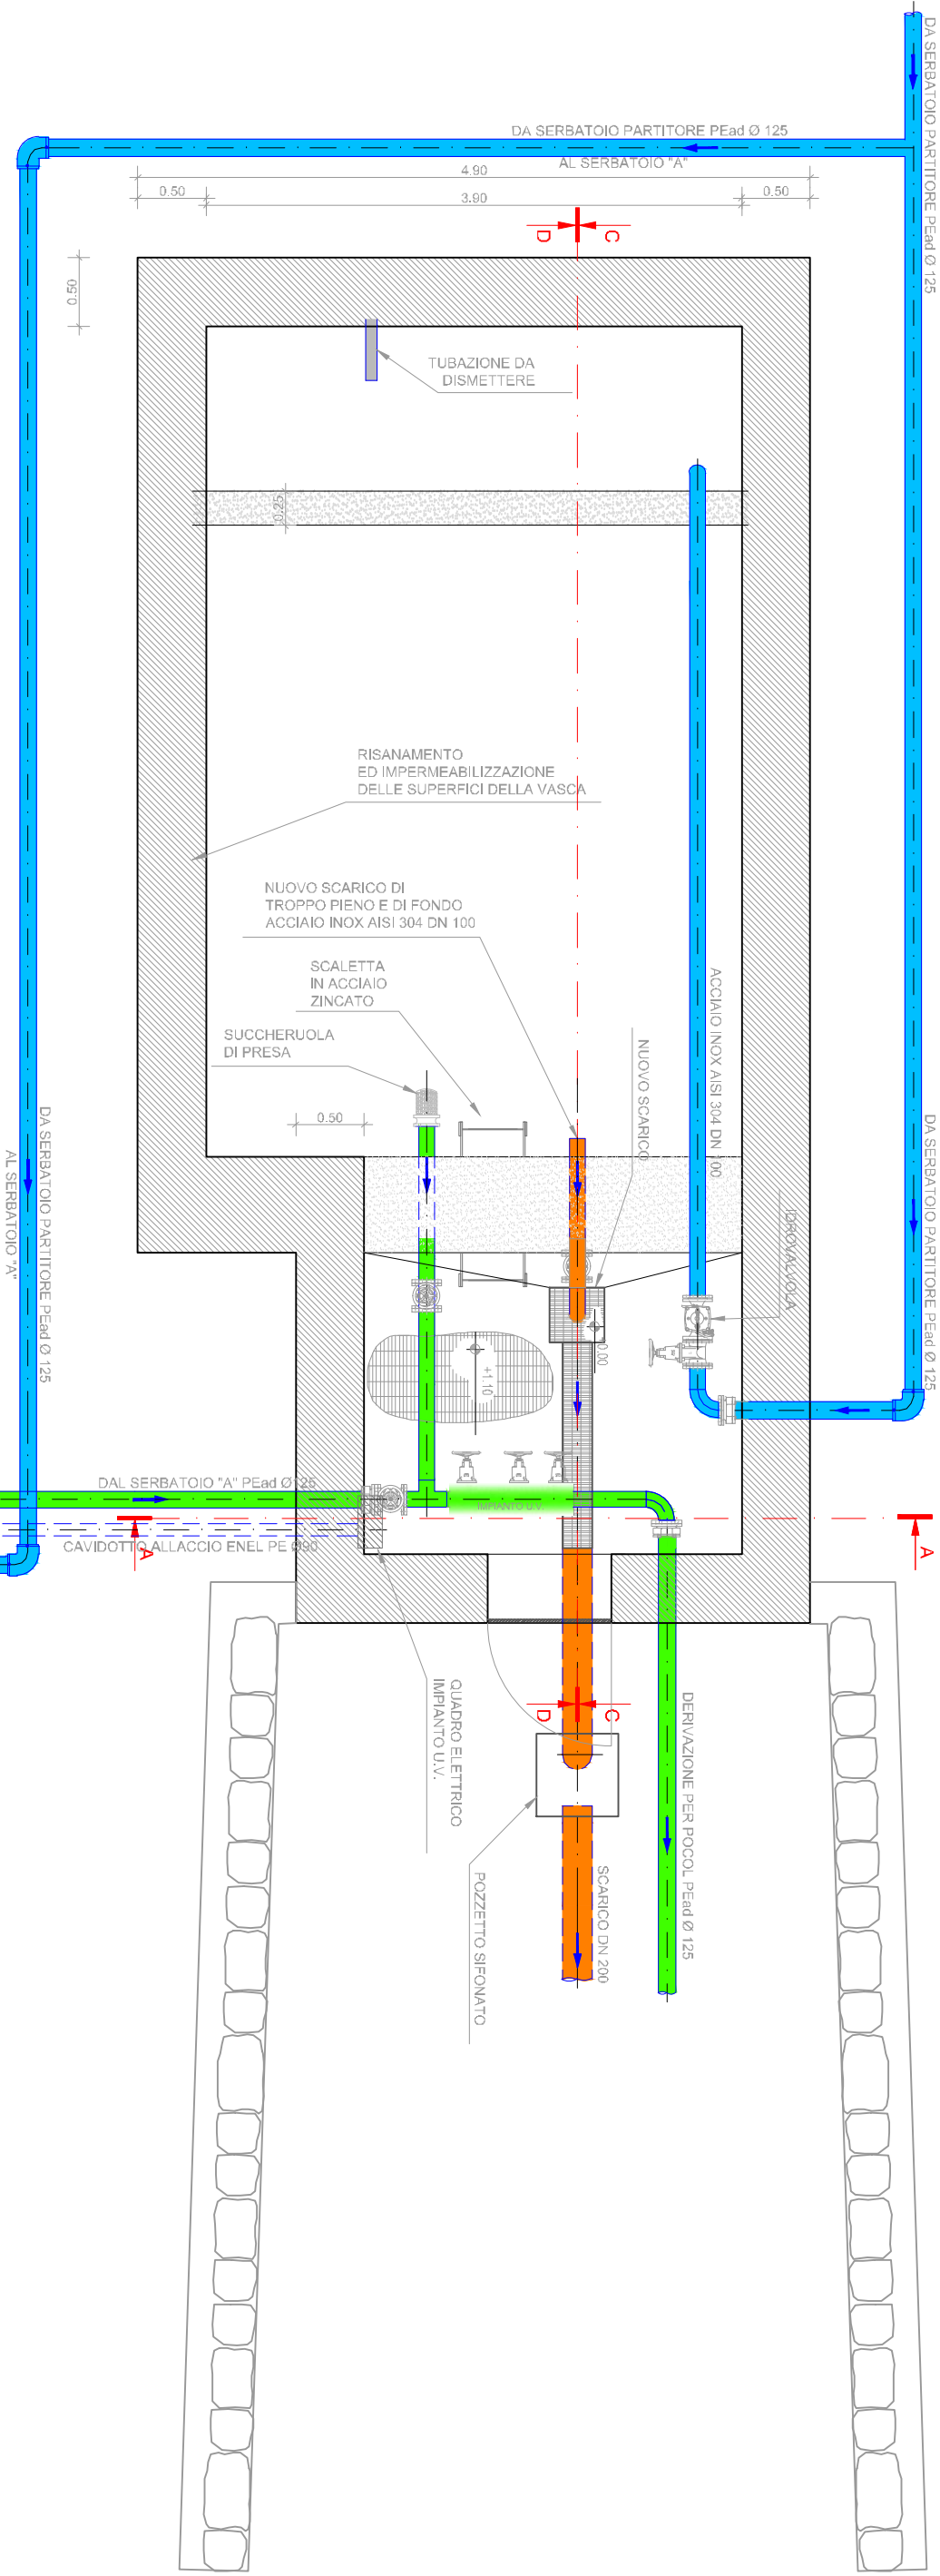 DA SERBATOIO PARTITORE PEad Ø 125
DA SERBATOIO PARTITORE PEad Ø 125
AL SERBATOIO "A"
4.90
0.50
3.90
0.50
D
C
0.50
TUBAZIONE DA
DISMETTERE
0.25
RISANAMENTO
ED IMPERMEABILIZZAZIONE
DELLE SUPERFICI DELLA VASCA
NUOVO SCARICO DI
TROPPO PIENO E DI FONDO
ACCIAIO INOX AISI 304 DN 100
SCALETTA
IN ACCIAIO
ZINCATO
SUCCHERUOLA
DI PRESA
ACCIAIO INOX AISI 304 DN 100
NUOVO SCARICO
0.50
IDROVALVOLA
DA SERBATOIO PARTITORE PEad Ø 125
DA SERBATOIO PARTITORE PEad Ø 125
AL SERBATOIO "A"
0.00
+1.10
DAL SERBATOIO "A" PEad Ø125
IMPIANTO U.V.
CAVIDOTTO ALLACCIO ENEL PE Ø90
A
A
QUADRO ELETTRICO
IMPIANTO U.V.
D
C
DERIVAZIONE PER POCOL PEad Ø 125
POZZETTO SIFONATO
SCARICO DN 200